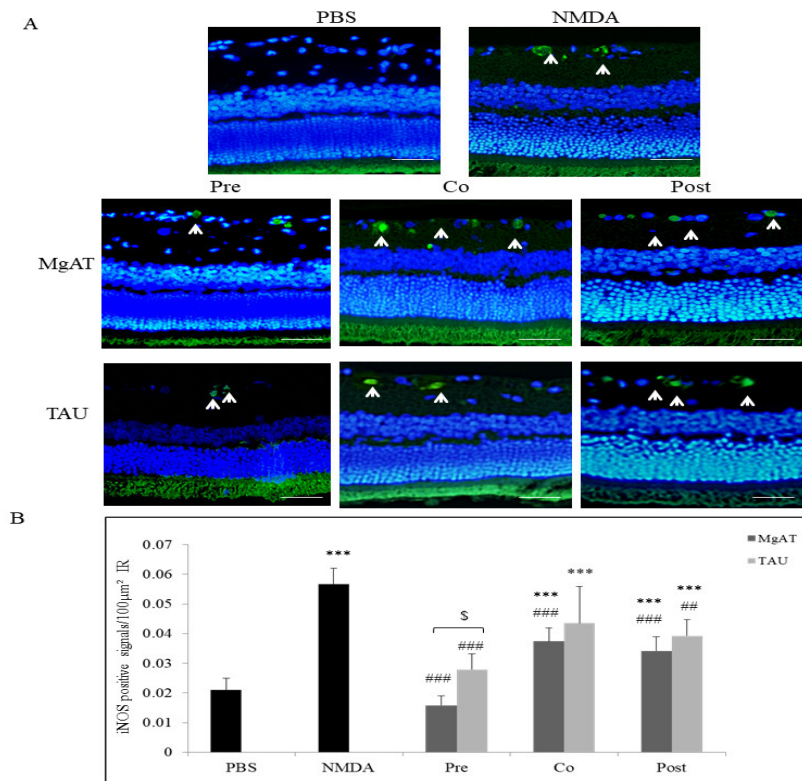 A
PBS NMDA
Pre Co Post
MgAT
TAU
B
iNOS positive signals/100µm² IR
MgAT
TAU
0.07
0.06
0.05
0.04
0.03
0.02
0.01
0
***
###
$
###
***
###
***
***
###
***
##
PBS NMDA Pre Co Post